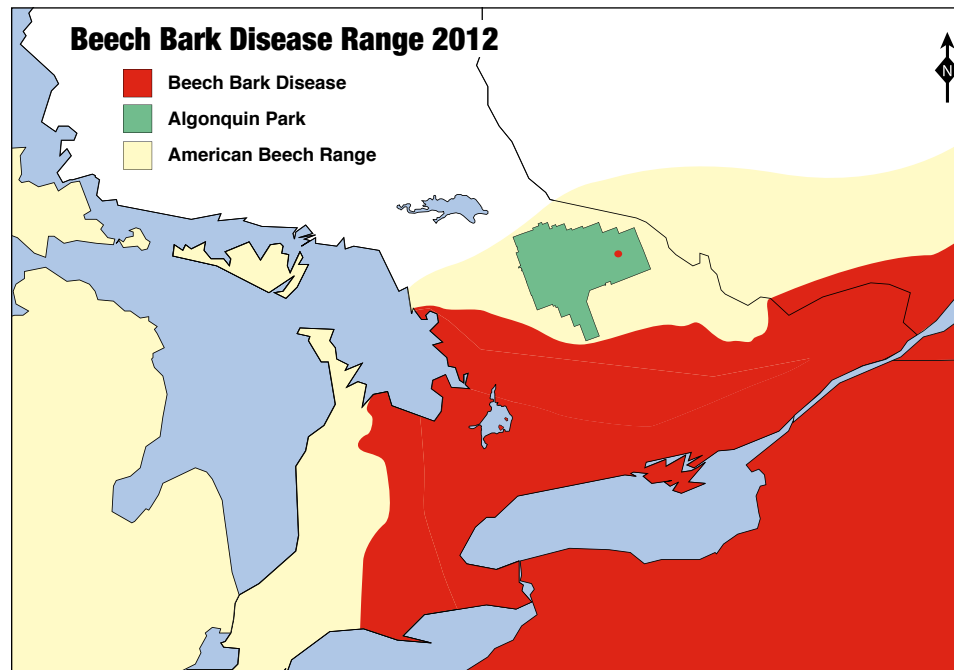 Beech Bark Disease Range 2012
Beech Bark Disease
Algonquin Park
American Beech Range
N